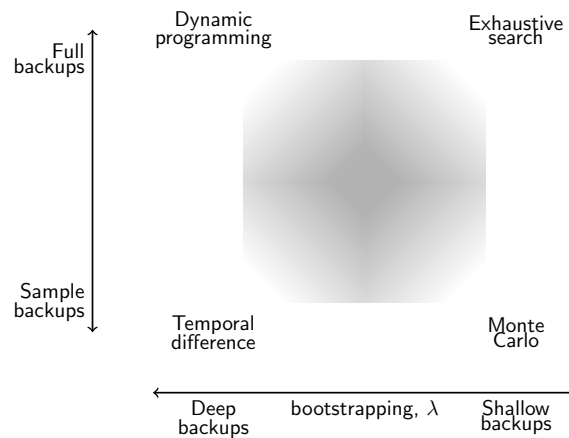 Dynamic
programming
Exhaustive
search
Full
backups
Sample
backups
Temporal
difference
Monte
Carlo
Deep
backups
bootstrapping, λ
Shallow
backups